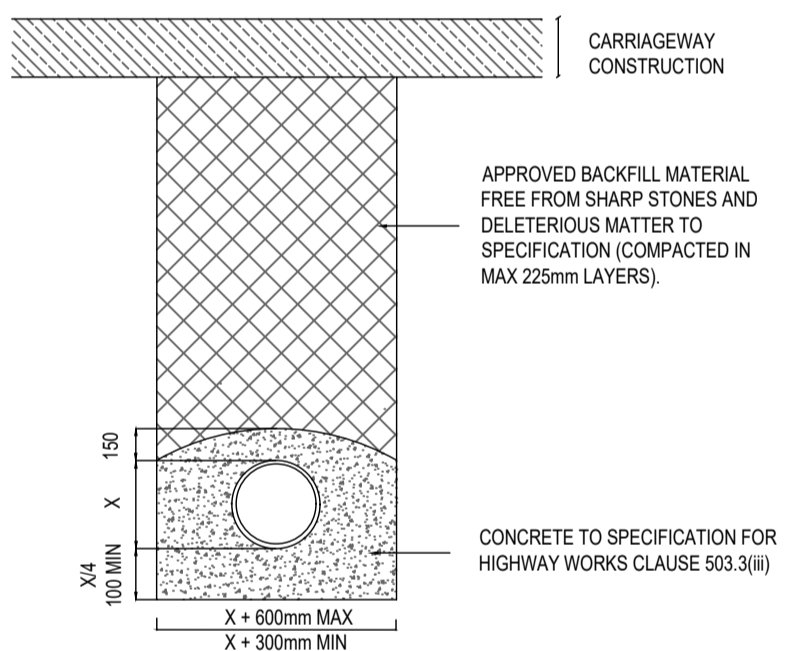 CARRIAGEWAY
CONSTRUCTION
APPROVED BACKFILL MATERIAL
FREE FROM SHARP STONES AND
DELETERIOUS MATTER TO
SPECIFICATION (COMPACTED IN
MAX 225mm LAYERS).
150
X
X/4
100 MIN
CONCRETE TO SPECIFICATION FOR
HIGHWAY WORKS CLAUSE 503.3(iii)
X + 600mm MAX
X + 300mm MIN